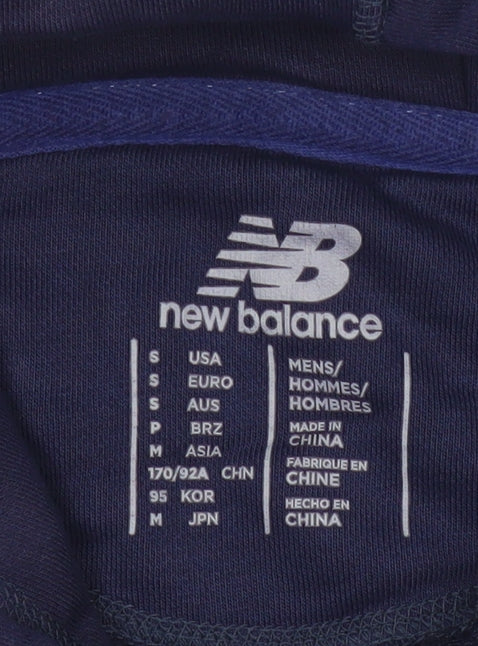 NB
new balance
S USA
S EURO
S AUS
P BRZ
M ASIA
170/92A CHN
95 KOR
M JPN
MENS/
HOMMES/
HOMBRES
MADE IN
CHINA
FABRIQUE EN
CHINE
HECHO EN
CHINA